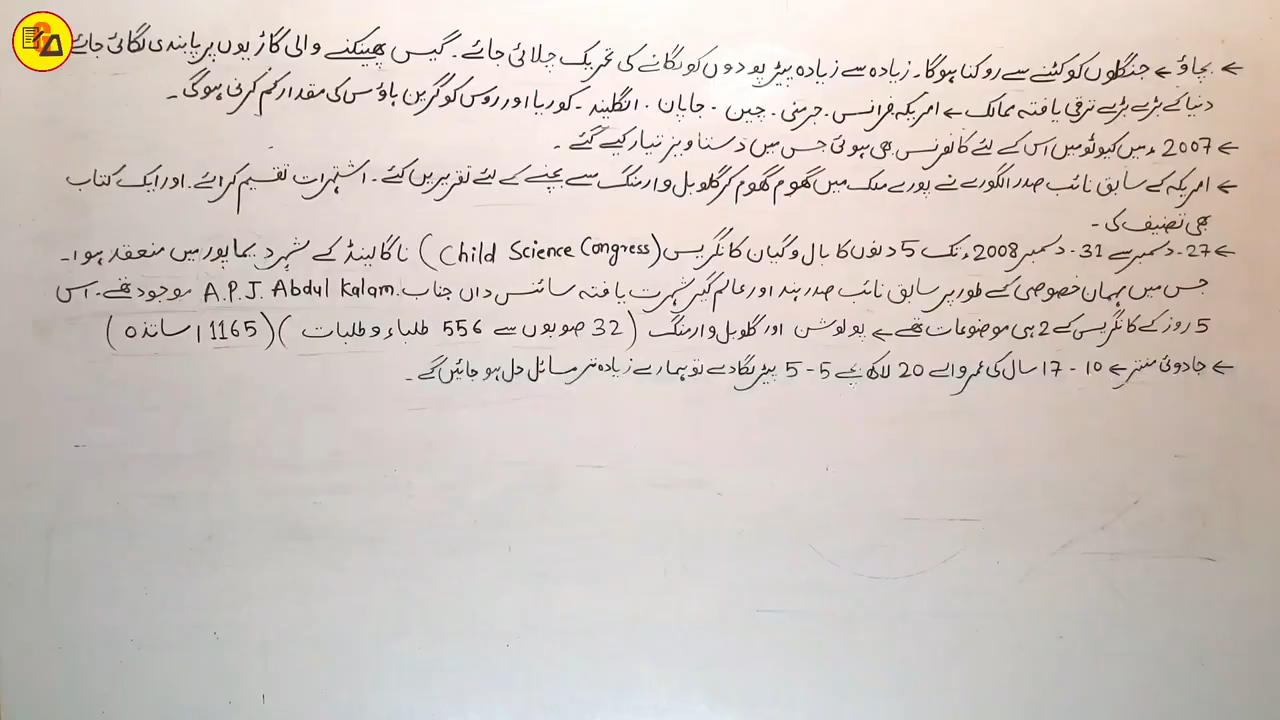 ← بچاؤ ← جنگلوں کو کٹنے سے روکنا ہوگا۔ زیادہ سے زیادہ پیڑ پودوں کو لگانے کی تحریک چلائی جائے۔ گیس پھینکنے والی گاڑیوں پر پابندی لگائی جائے
دنیا کے بڑے بڑے ترقی یافتہ ممالک ← امریکہ فرانس۔ جرمنی۔ چین۔ جاپان۔ انگلینڈ۔ کوریا اور روس کو گرین ہاؤس کی مقدار کم کرنی ہوگی۔
← 2007ء میں کیوٹو میں اس کے لئے کانفرنس بھی ہوئی جس میں دستاویز تیار کیے گئے۔
← امریکہ کے سابق نائب صدر الگورے نے پورے ملک میں گھوم گھوم کر گلوبل وارمنگ سے بچنے کے لئے تقریریں کئے۔ اشتہرات تقسیم کرائے۔ اور ایک کتاب
بھی تصنیف کی۔
← 27۔ دسمبر سے 31۔ دسمبر 2008ء تک 5 دنوں کا بال وگیان کانگریس (Child Science Congress) ناگالینڈ کے شہر دیماپور میں منعقد ہوا۔
جس میں مہمان خصوصی کے طور پر سابق نائب صدر ہند اور عالم گیر شہرت یافتہ سائنس داں جناب A.P.J. Abdul Kalam موجود تھے۔ اس
5 روز کے کانگریس کے 2 ہی موضوعات تھے ← پولوشن اور گلوبل وارمنگ (32 صوبوں سے 556 طلباء و طلبات) (1165 اساتذہ)
← جادوئی منتر ← 10 - 17 سال کی عمر والے 20 لاکھ بچے 5 - 5 پیڑ لگا دے تو ہمارے زیادہ تر مسائل حل ہو جائیں گے۔